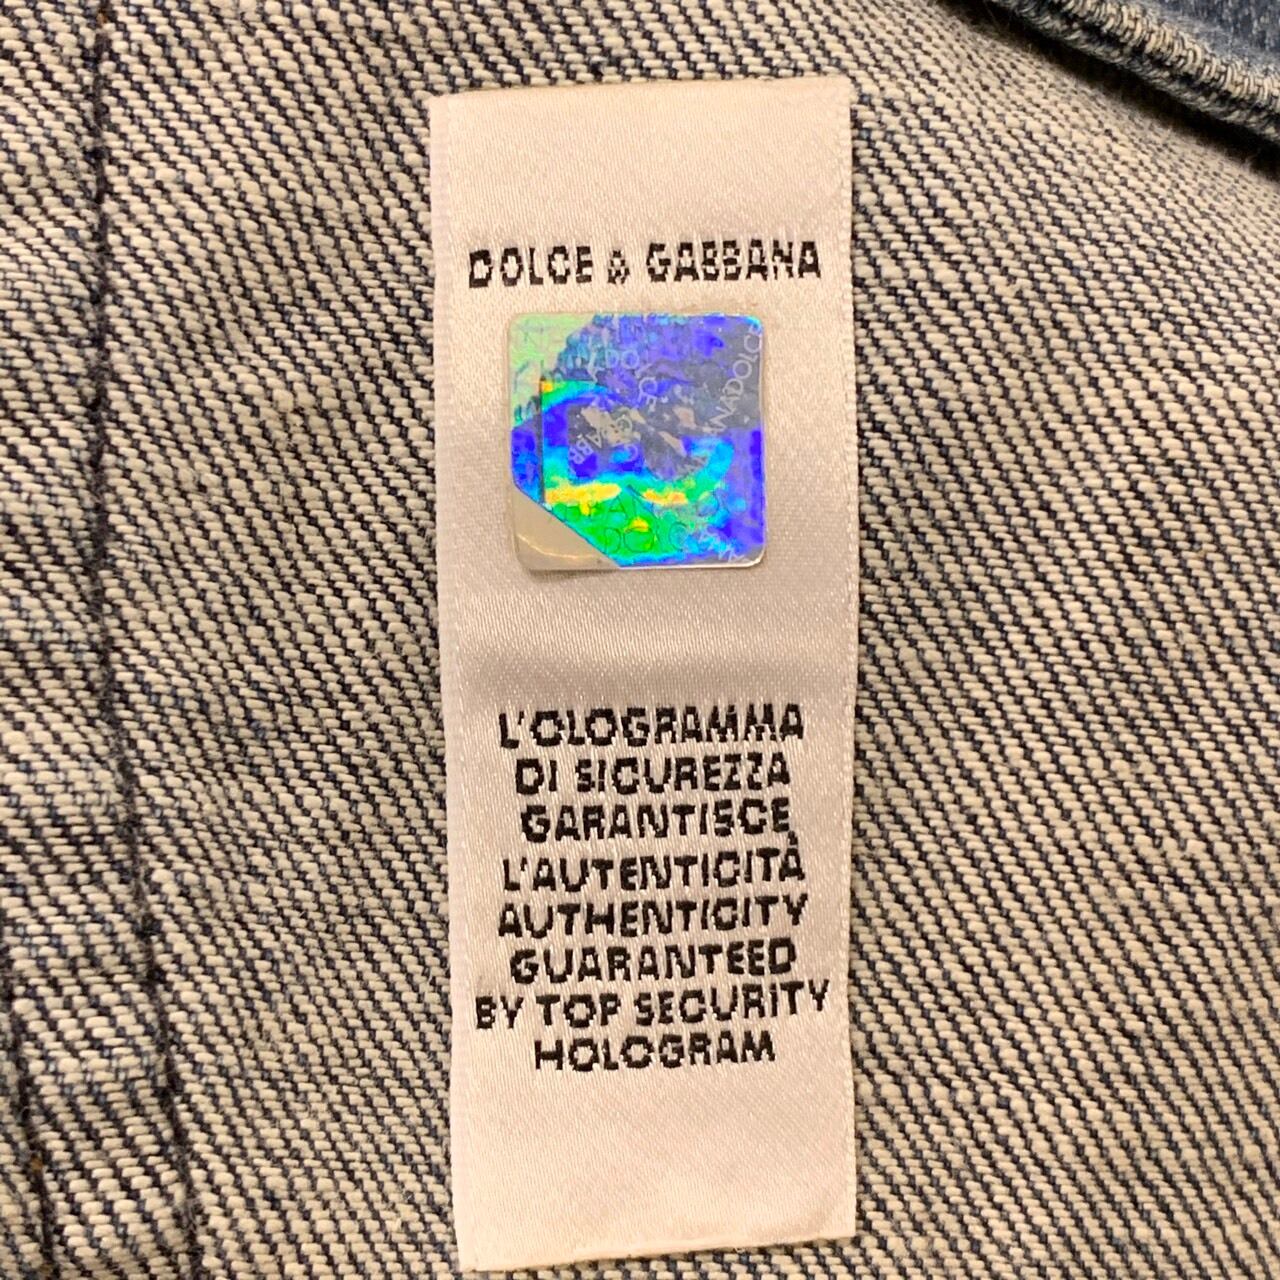 DOLCE & GABBANA
L'OLOGRAMMA
DI SICUREZZA
GARANTISCE
L'AUTENTICITÀ
AUTHENTICITY
GUARANTEED
BY TOP SECURITY
HOLOGRAM